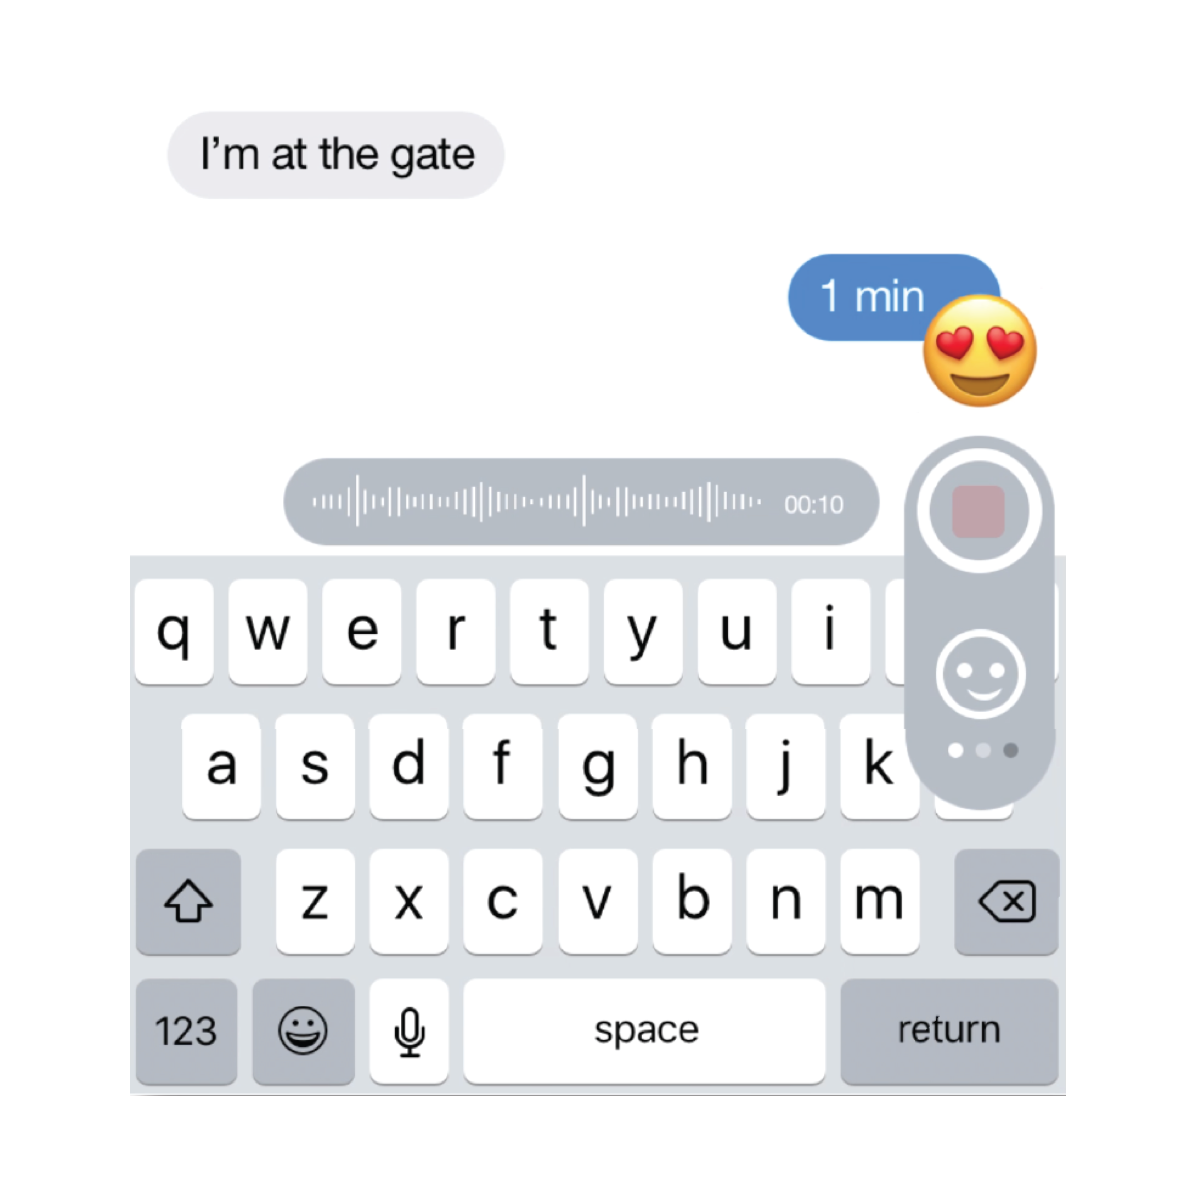 I’m at the gate
1 min
00:10
q w e r t y u i
a s d f g h j k
z x c v b n m
123 space return